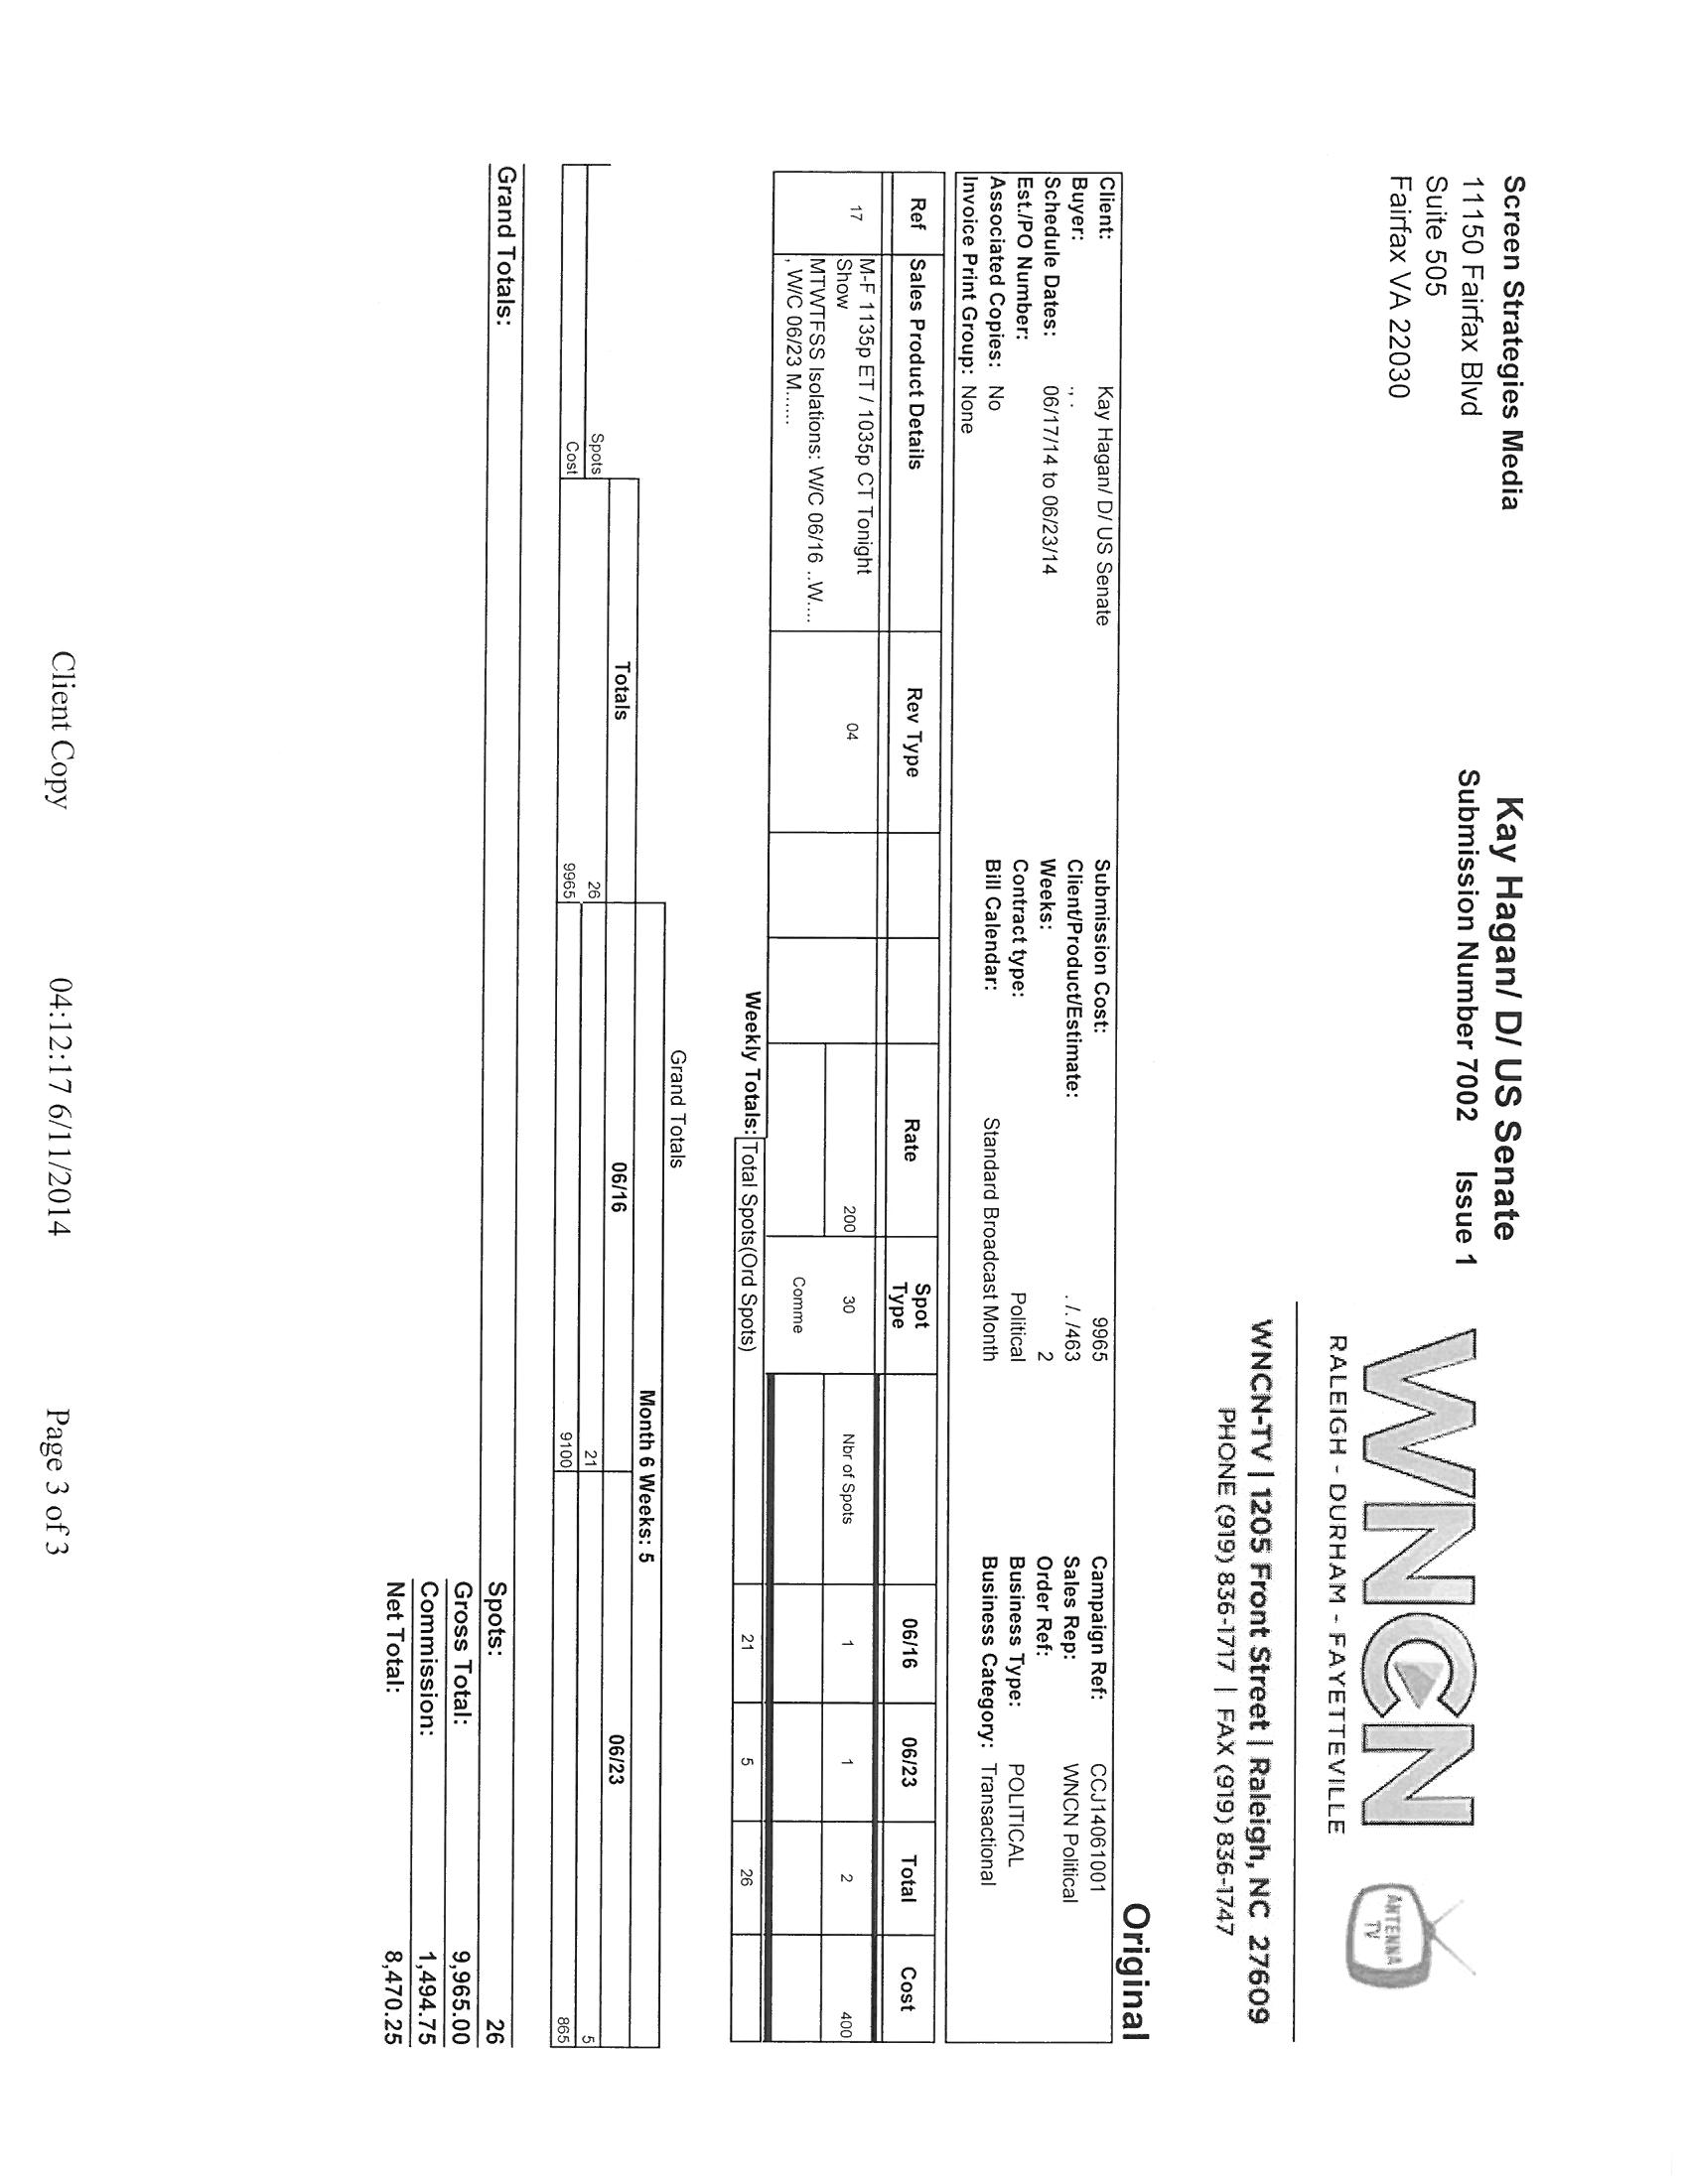 Screen Strategies Media
11150 Fairfax Blvd
Suite 505
Fairfax VA 22030
Kay Hagan/ D/ US Senate
Submission Number 7002 Issue 1
WNCN
RALEIGH - DURHAM - FAYETTEVILLE
ANTENNA
TV
WNCN-TV | 1205 Front Street | Raleigh, NC 27609
PHONE (919) 836-1717 | FAX (919) 836-1747
Original
Client: Kay Hagan/ D/ US Senate Submission Cost: 9965 Campaign Ref: CCJ14061001
Buyer: ., . Client/Product/Estimate: . /. /463 Sales Rep: WNCN Political
Schedule Dates: 06/17/14 to 06/23/14 Weeks: 2 Order Ref:
Est./PO Number: Contract type: Political Business Type: POLITICAL
Associated Copies: No Bill Calendar: Standard Broadcast Month Business Category: Transactional
Invoice Print Group: None
Ref Sales Product Details Rev Type Rate Spot Type 06/16 06/23 Total Cost
17 M-F 1135p ET / 1035p CT Tonight 04 200 30 Nbr of Spots 1 1 2 400
Show
MTWTFSS Isolations: W/C 06/16 ..W.... Comme
, W/C 06/23 M......
Weekly Totals: Total Spots(Ord Spots) 21 5 26
Grand Totals
Month 6 Weeks: 5
Totals 06/16 06/23
Spots 26 21 5
Cost 9965 9100 865
Grand Totals: Spots: 26
Gross Total: 9,965.00
Commission: 1,494.75
Net Total: 8,470.25
Client Copy 04:12:17 6/11/2014 Page 3 of 3